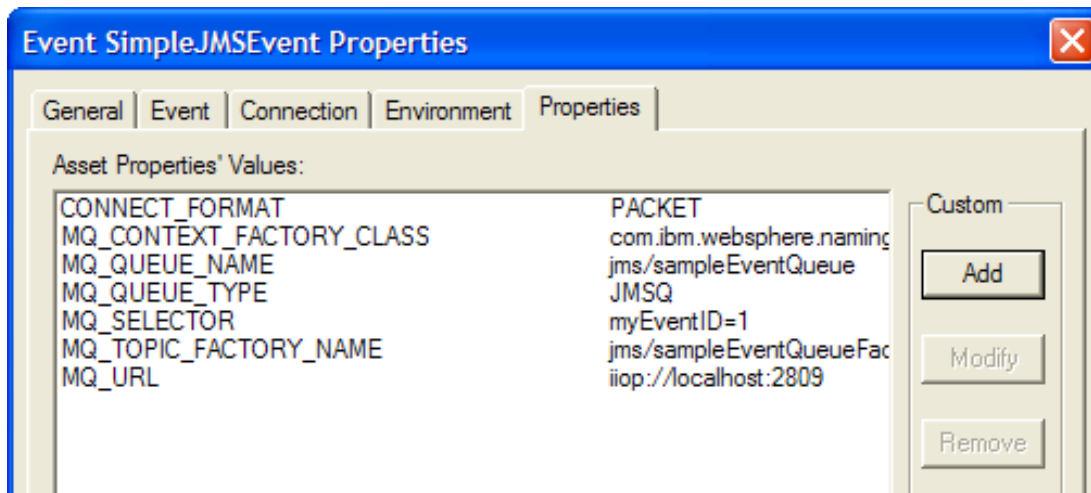 Event SimpleJMSEvent Properties
General Event Connection Environment Properties
Asset Properties' Values:
CONNECT_FORMAT PACKET
MQ_CONTEXT_FACTORY_CLASS com.ibm.websphere.naming
MQ_QUEUE_NAME jms/sampleEventQueue
MQ_QUEUE_TYPE JMSQ
MQ_SELECTOR myEventID=1
MQ_TOPIC_FACTORY_NAME jms/sampleEventQueueFac
MQ_URL iiop://localhost:2809
Custom
Add
Modify
Remove